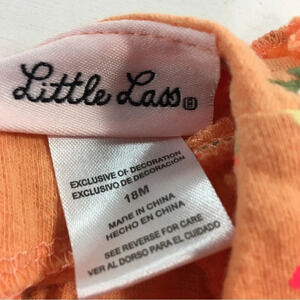 Little Lass®
EXCLUSIVE OF DECORATION
EXCLUSIVO DE DECORACIÓN
18M
MADE IN CHINA
HECHO EN CHINA
SEE REVERSE FOR CARE
VER AL DORSO PARA EL CUIDADO